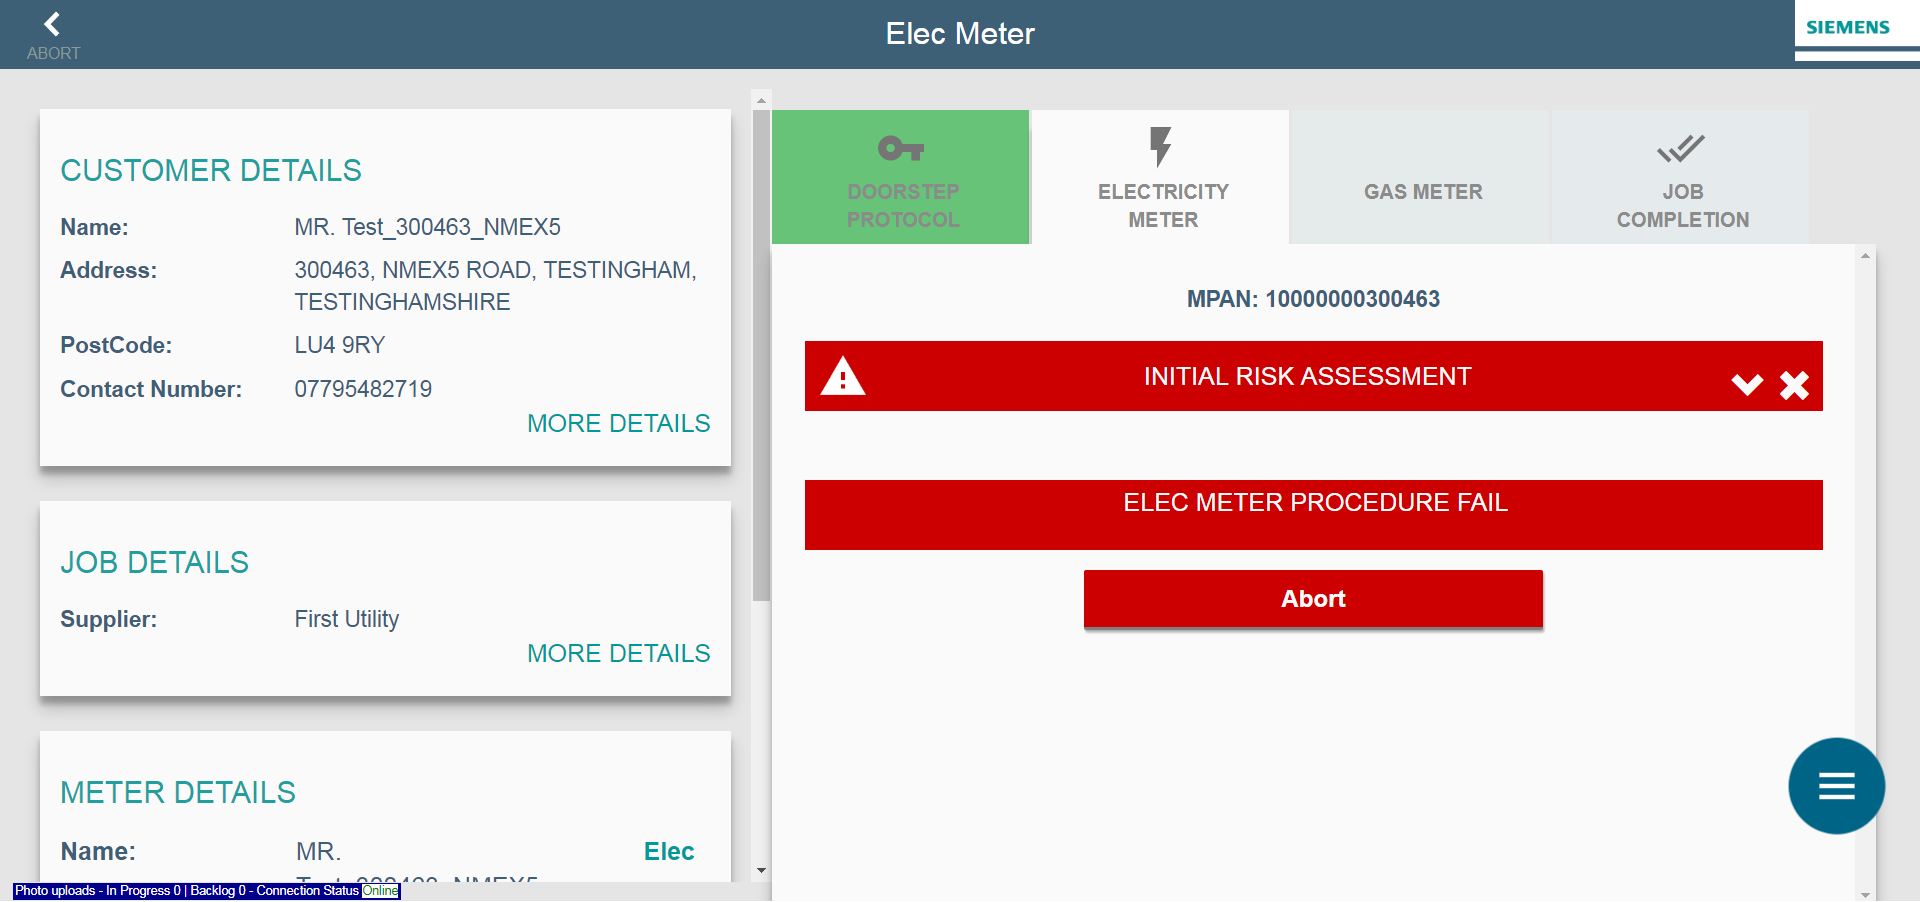 ABORT
Elec Meter
SIEMENS
CUSTOMER DETAILS
Name: MR. Test_300463_NMEX5
Address: 300463, NMEX5 ROAD, TESTINGHAM,
TESTINGHAMSHIRE
PostCode: LU4 9RY
Contact Number: 07795482719
MORE DETAILS
JOB DETAILS
Supplier: First Utility
MORE DETAILS
METER DETAILS
Name: MR. Elec
Test_300463_NMEX5
Photo uploads - In Progress 0 | Backlog 0 - Connection Status Online
DOORSTEP
PROTOCOL
ELECTRICITY
METER
GAS METER
JOB
COMPLETION
MPAN: 10000000300463
INITIAL RISK ASSESSMENT
ELEC METER PROCEDURE FAIL
Abort